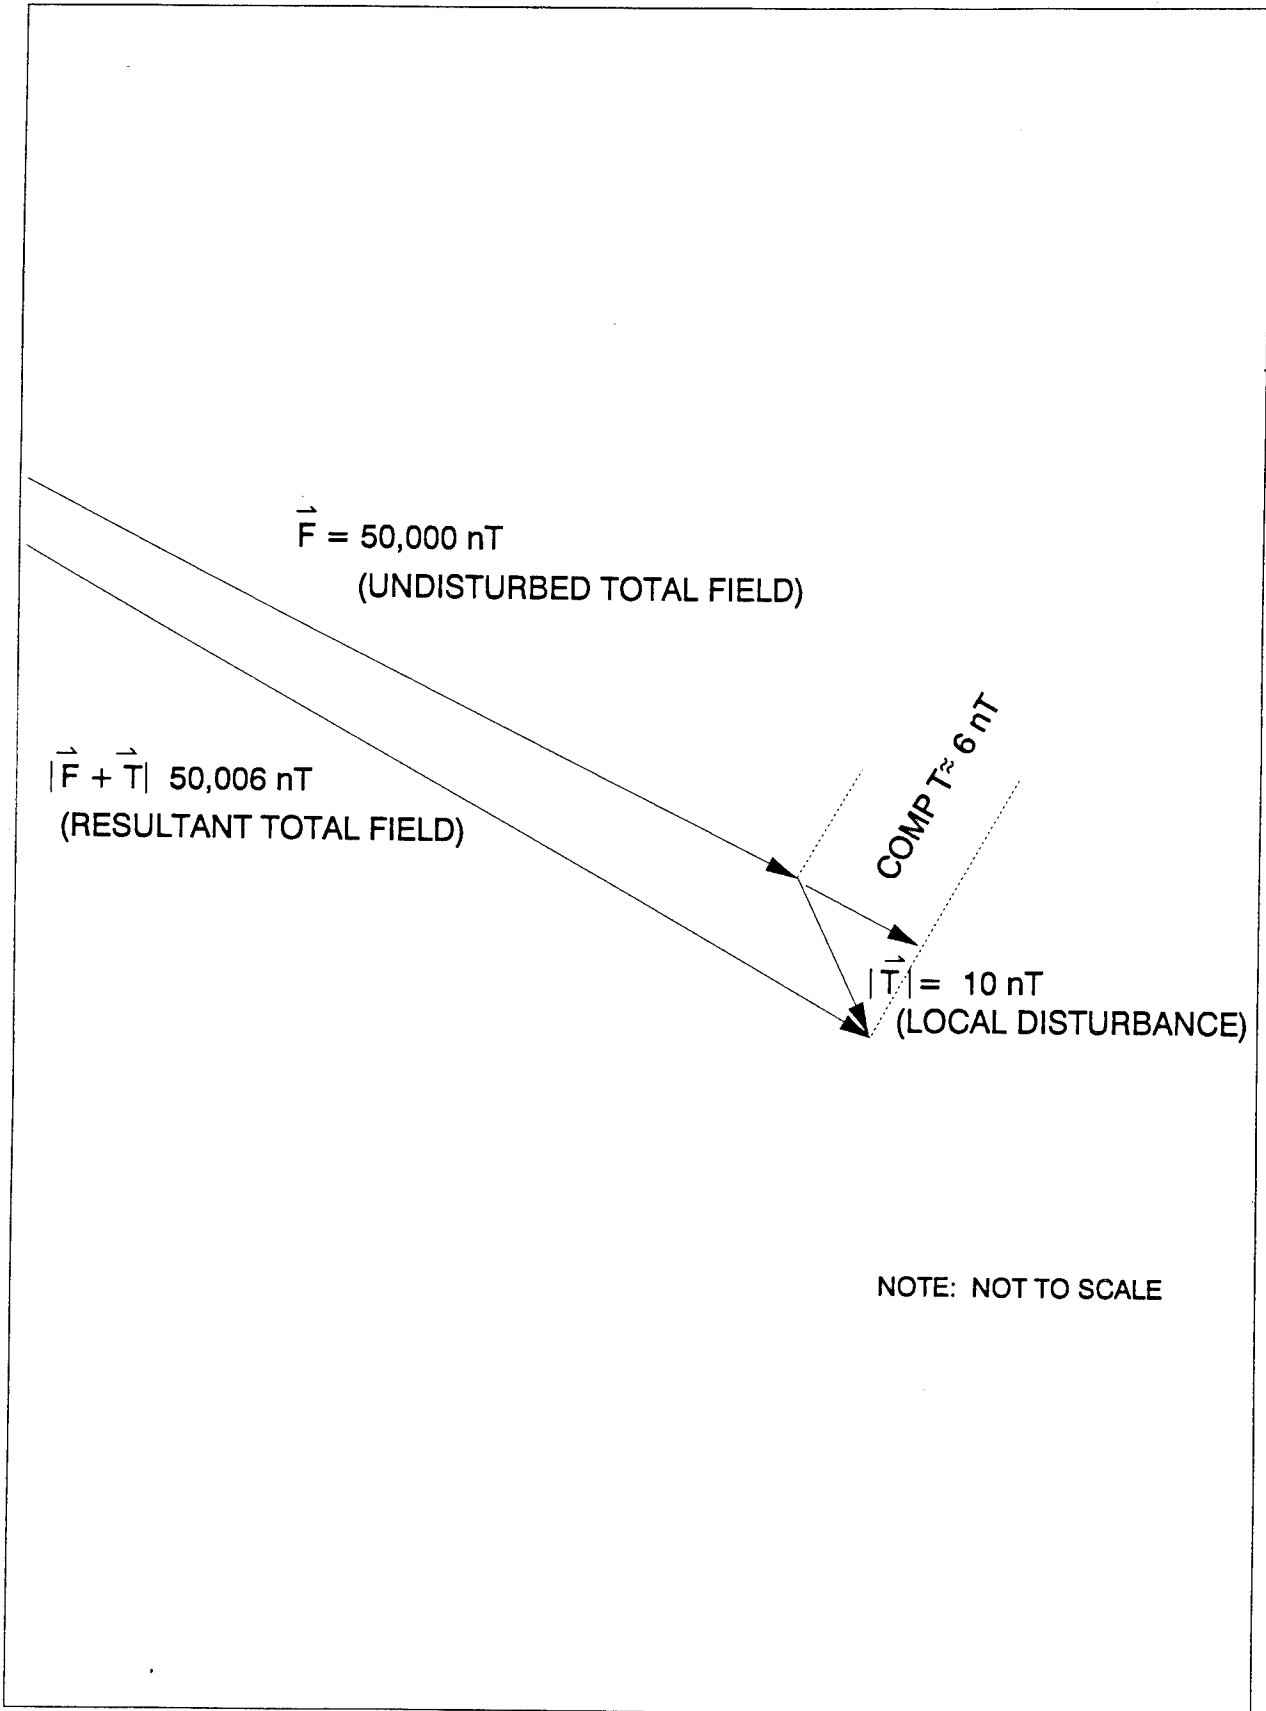 F⃗ = 50,000 nT
(UNDISTURBED TOTAL FIELD)
COMP T ≈ 6 nT
|F⃗ + T⃗| 50,006 nT
(RESULTANT TOTAL FIELD)
|T⃗| = 10 nT
(LOCAL DISTURBANCE)
NOTE: NOT TO SCALE